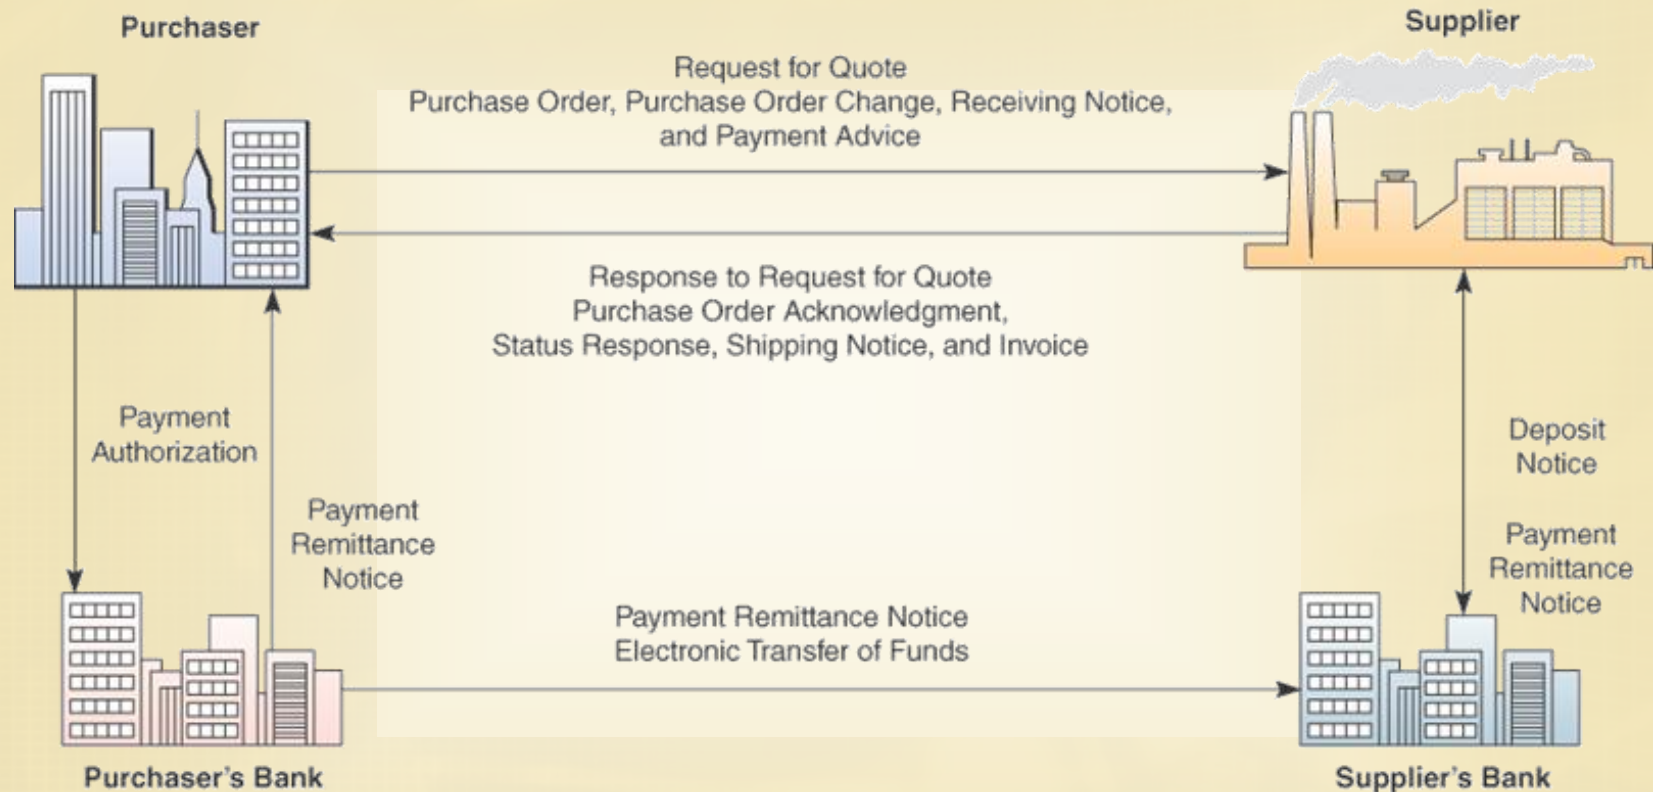 Purchaser
Supplier
Request for Quote
Purchase Order, Purchase Order Change, Receiving Notice,
and Payment Advice
Response to Request for Quote
Purchase Order Acknowledgment,
Status Response, Shipping Notice, and Invoice
Payment
Authorization
Payment
Remittance
Notice
Deposit
Notice
Payment
Remittance
Notice
Payment Remittance Notice
Electronic Transfer of Funds
Purchaser's Bank
Supplier's Bank